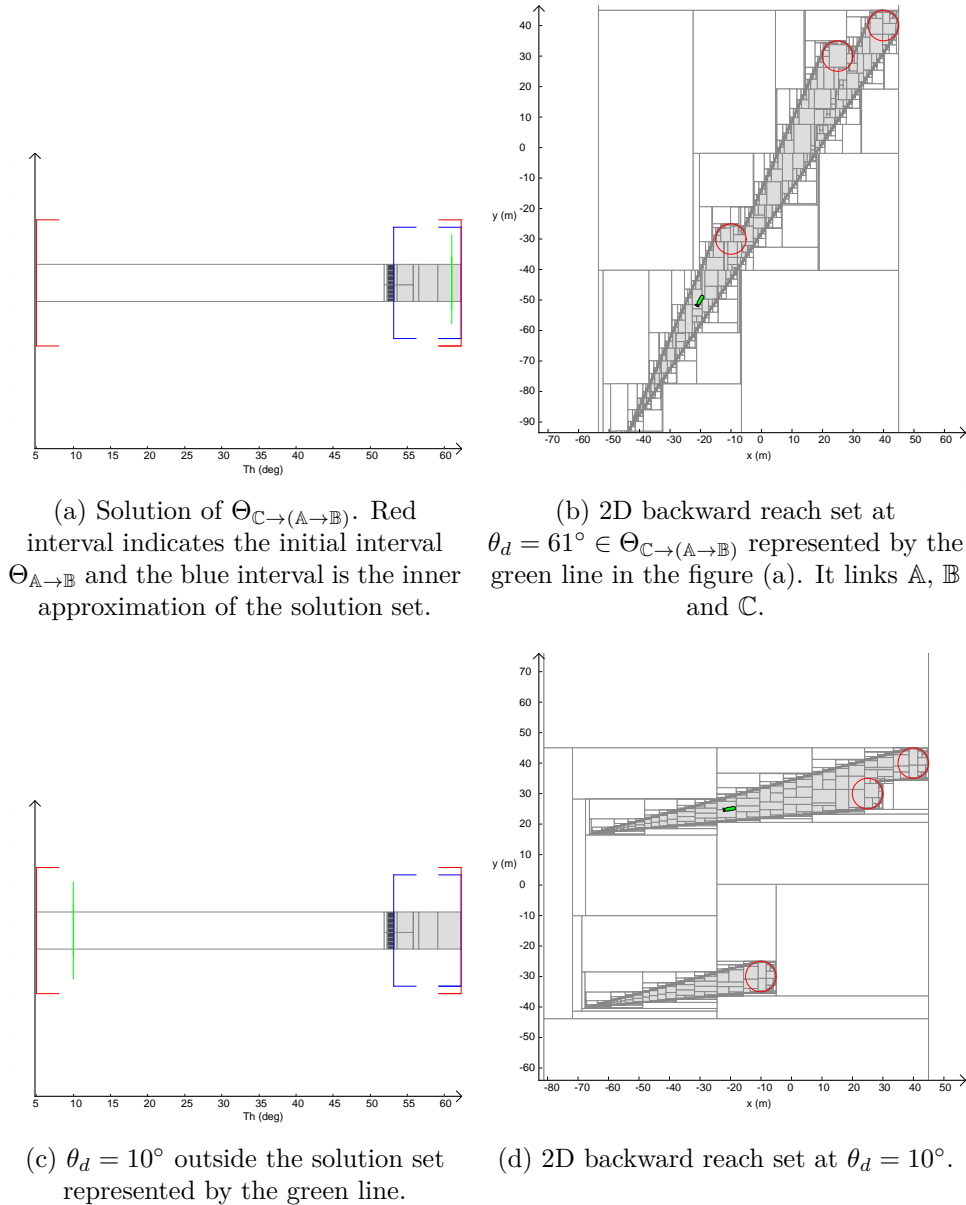 5 10 15 20 25 30 35 40 45 50 55 60
Th (deg)
40
30
20
10
0
-10
y (m)
-20
-30
-40
-50
-60
-70
-80
-90
-70 -60 -50 -40 -30 -20 -10 0 10 20 30 40 50 60
x (m)
(a) Solution of Θ_{ℂ→(𝔸→𝔹)}. Red
interval indicates the initial interval
Θ_{𝔸→𝔹} and the blue interval is the inner
approximation of the solution set.
(b) 2D backward reach set at
θ_d = 61° ∈ Θ_{ℂ→(𝔸→𝔹)} represented by the
green line in the figure (a). It links 𝔸, 𝔹
and ℂ.
5 10 15 20 25 30 35 40 45 50 55 60
Th (deg)
70
60
50
40
30
20
10
y (m)
0
-10
-20
-30
-40
-50
-60
-80 -70 -60 -50 -40 -30 -20 -10 0 10 20 30 40 50
x (m)
(c) θ_d = 10° outside the solution set
represented by the green line.
(d) 2D backward reach set at θ_d = 10°.